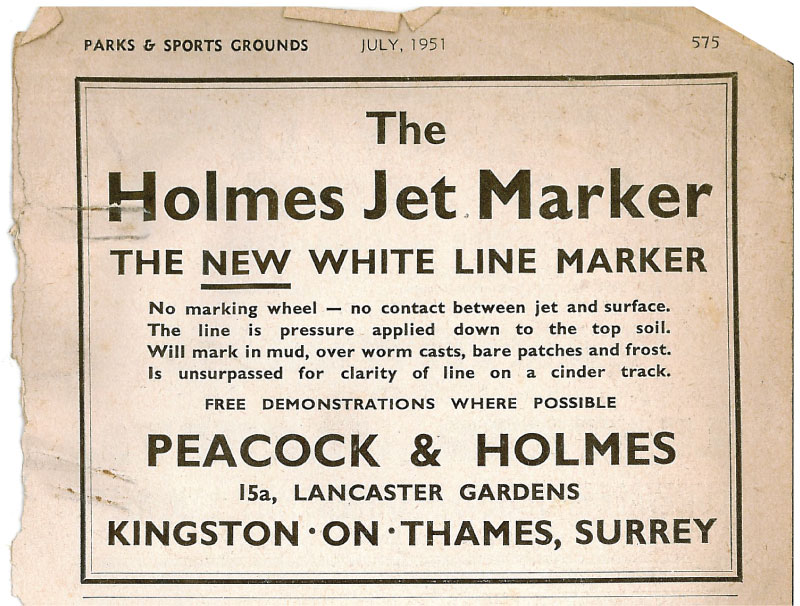 PARKS & SPORTS GROUNDS JULY, 1951 575
The
Holmes Jet Marker
THE NEW WHITE LINE MARKER
No marking wheel — no contact between jet and surface.
The line is pressure applied down to the top soil.
Will mark in mud, over worm casts, bare patches and frost.
Is unsurpassed for clarity of line on a cinder track.
FREE DEMONSTRATIONS WHERE POSSIBLE
PEACOCK & HOLMES
15a, LANCASTER GARDENS
KINGSTON · ON · THAMES, SURREY